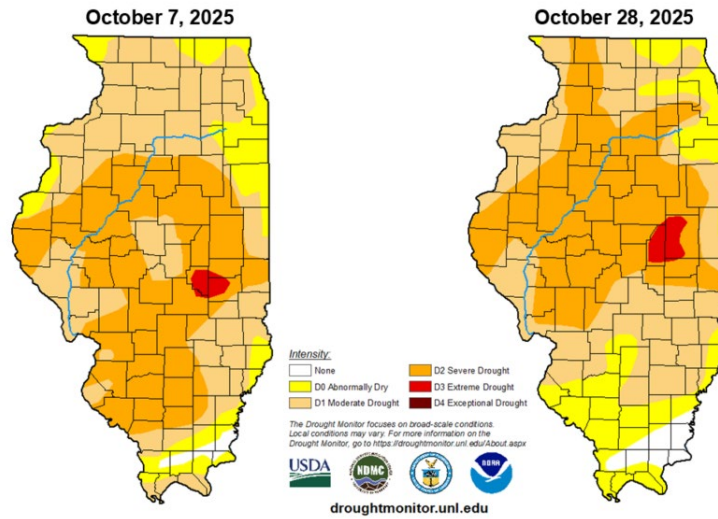 October 7, 2025
October 28, 2025
Intensity:
None
D0 Abnormally Dry
D1 Moderate Drought
D2 Severe Drought
D3 Extreme Drought
D4 Exceptional Drought
The Drought Monitor focuses on broad-scale conditions.
Local conditions may vary. For more information on the
Drought Monitor, go to https://droughtmonitor.unl.edu/About.aspx
USDA
NDMC
NOAA
droughtmonitor.unl.edu